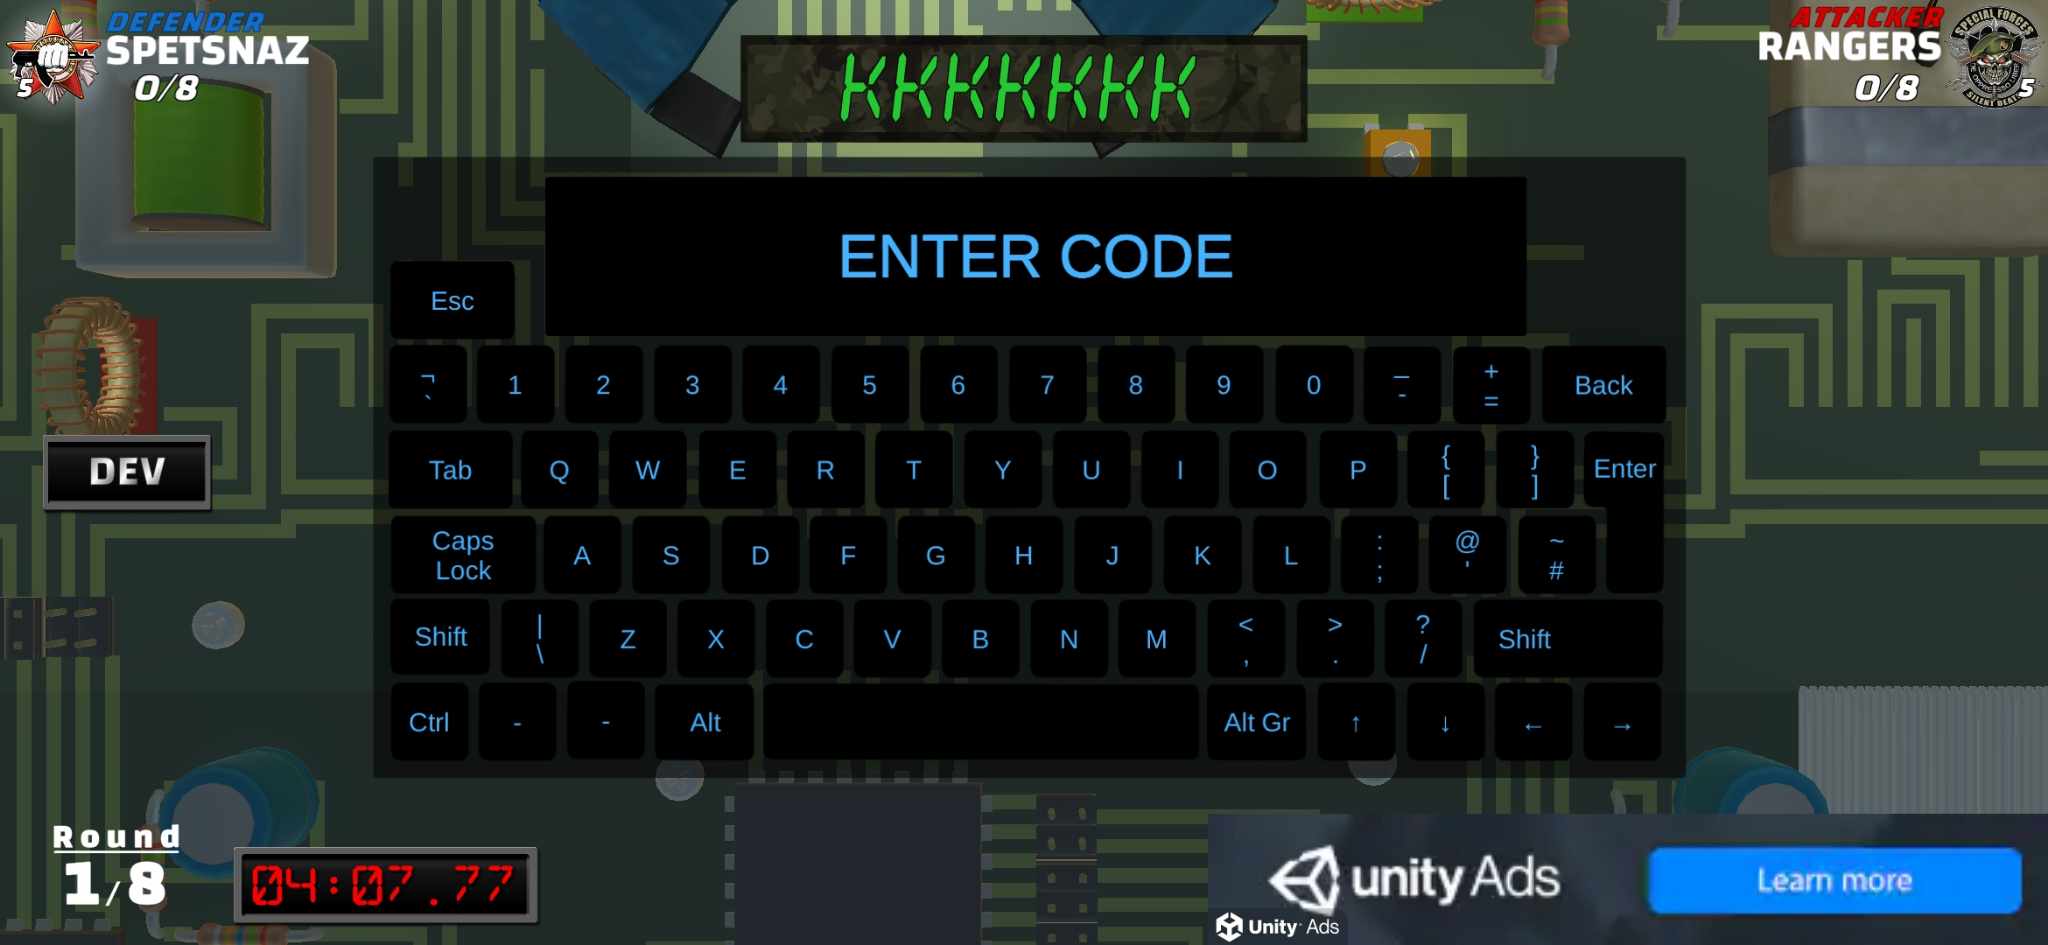 DEFENDER
SPETSNAZ
0/8
5
KKKKKKK
ATTACKER
RANGERS
0/8
SPECIAL FORCES
5
ENTER CODE
Esc
¬ ` 1 2 3 4 5 6 7 8 9 0 _ - + = Back
Tab Q W E R T Y U I O P { [ } ] Enter
Caps Lock A S D F G H J K L : ; @ ' ~ #
Shift | \ Z X C V B N M < , > . ? / Shift
Ctrl - - Alt Alt Gr ↑ ↓ ← →
DEV
Round
1/8
04:07.77
unity Ads
Learn more
Unity Ads